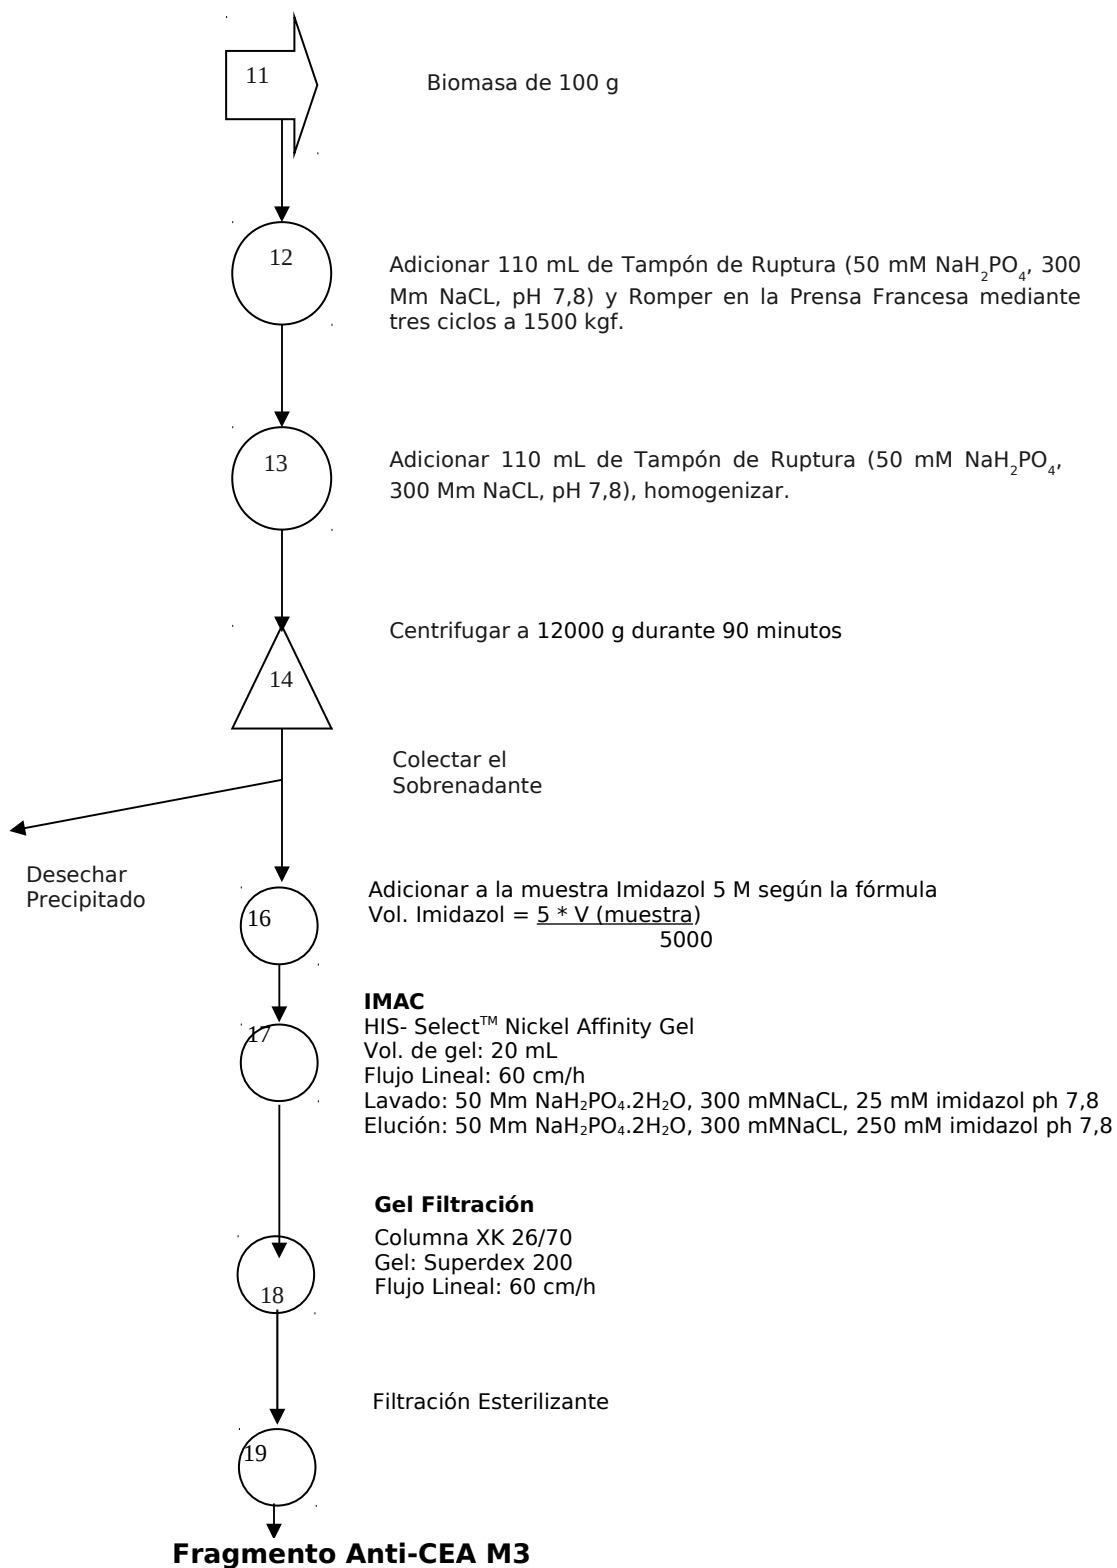 11
Biomasa de 100 g
12
Adicionar 110 mL de Tampón de Ruptura (50 mM NaH₂PO₄, 300
Mm NaCL, pH 7,8) y Romper en la Prensa Francesa mediante
tres ciclos a 1500 kgf.
13
Adicionar 110 mL de Tampón de Ruptura (50 mM NaH₂PO₄,
300 Mm NaCL, pH 7,8), homogenizar.
Centrifugar a 12000 g durante 90 minutos
14
Colectar el
Sobrenadante
Desechar
Precipitado
Adicionar a la muestra Imidazol 5 M según la fórmula
16
Vol. Imidazol = 5 * V (muestra)
5000
IMAC
HIS- Select™ Nickel Affinity Gel
17
Vol. de gel: 20 mL
Flujo Lineal: 60 cm/h
Lavado: 50 Mm NaH₂PO₄.2H₂O, 300 mMNaCL, 25 mM imidazol ph 7,8
Elución: 50 Mm NaH₂PO₄.2H₂O, 300 mMNaCL, 250 mM imidazol ph 7,8
Gel Filtración
Columna XK 26/70
Gel: Superdex 200
Flujo Lineal: 60 cm/h
18
Filtración Esterilizante
19
Fragmento Anti-CEA M3